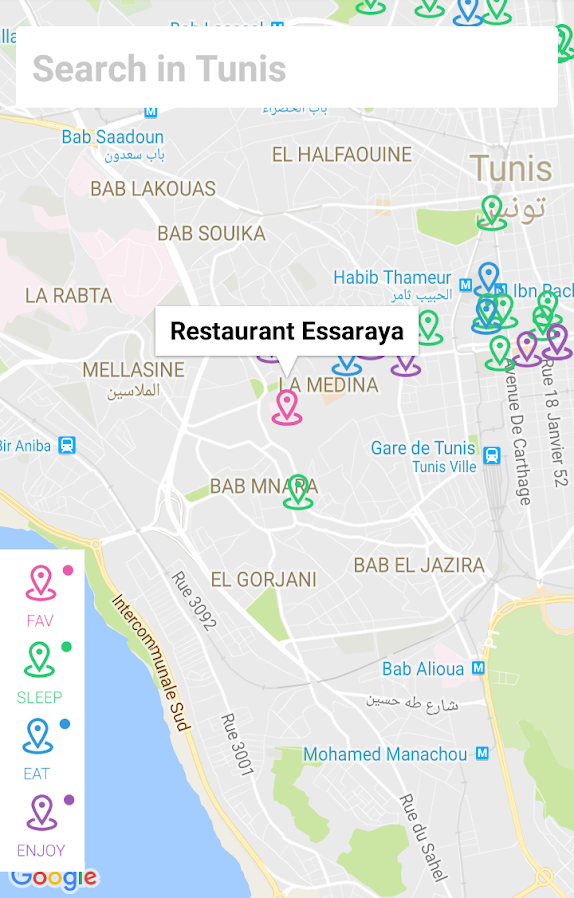 Search in Tunis
باب الخضراء
Bab Saadoun
باب سعدون
EL HALFAOUINE
Tunis
تونس
BAB LAKOUAS
BAB SOUIKA
Habib Thameur
الحبيب ثامر
LA RABTA
Restaurant Essaraya
MELLASINE
الملاسين
LA MEDINA
Avenue De Carthage
Rue 18 Janvier 52
Bir Aniba
Gare de Tunis
Tunis Ville
BAB MNARA
BAB EL JAZIRA
EL GORJANI
Rue 3092
Intercommunale Sud
FAV
SLEEP
EAT
ENJOY
Bab Alioua
شارع طه حسين
Rue 3001
Mohamed Manachou
Rue du Sahel
Google